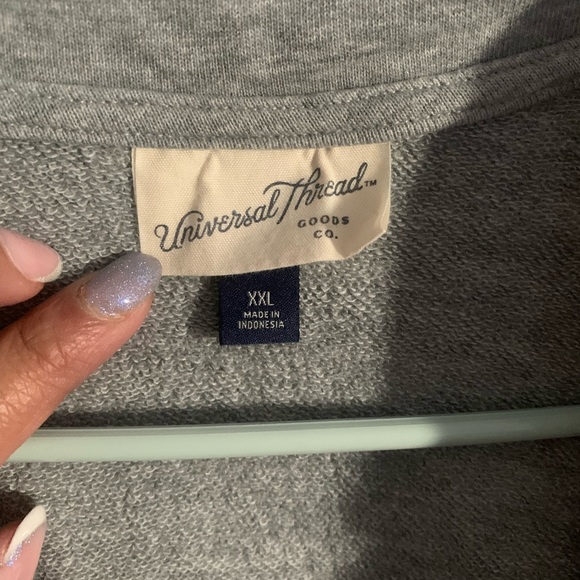 Universal Thread™
GOODS
CO.
XXL
MADE IN
INDONESIA